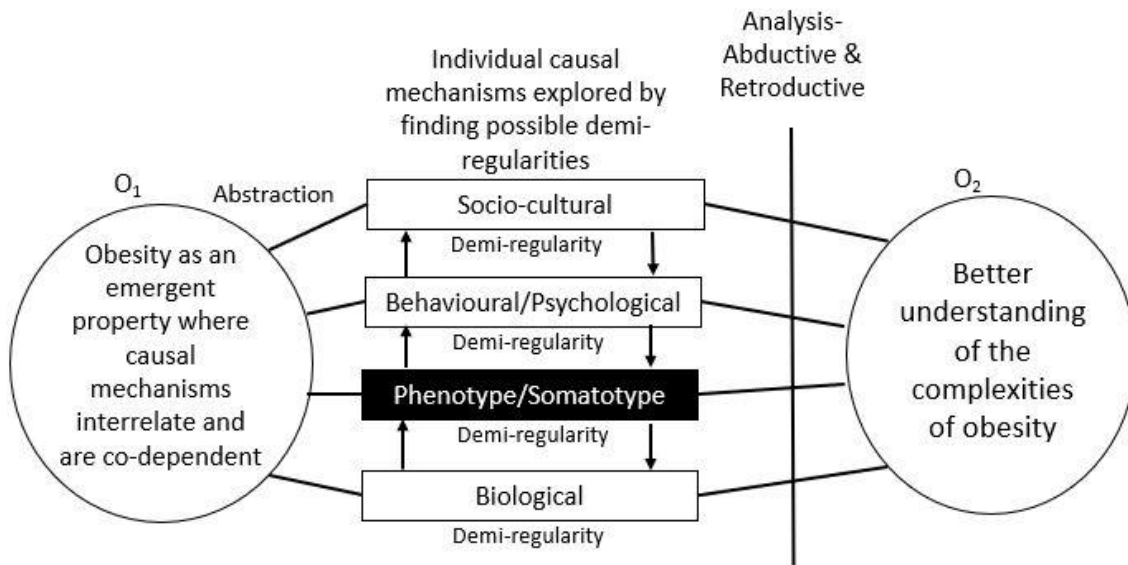 Analysis-
Abductive &
Retroductive
Individual causal
mechanisms explored by
finding possible demi-
regularities
O1
Abstraction
Obesity as an
emergent
property where
causal
mechanisms
interrelate and
are co-dependent
Socio-cultural
Demi-regularity
Behavioural/Psychological
Demi-regularity
Phenotype/Somatotype
Demi-regularity
Biological
Demi-regularity
O2
Better
understanding
of the
complexities
of obesity